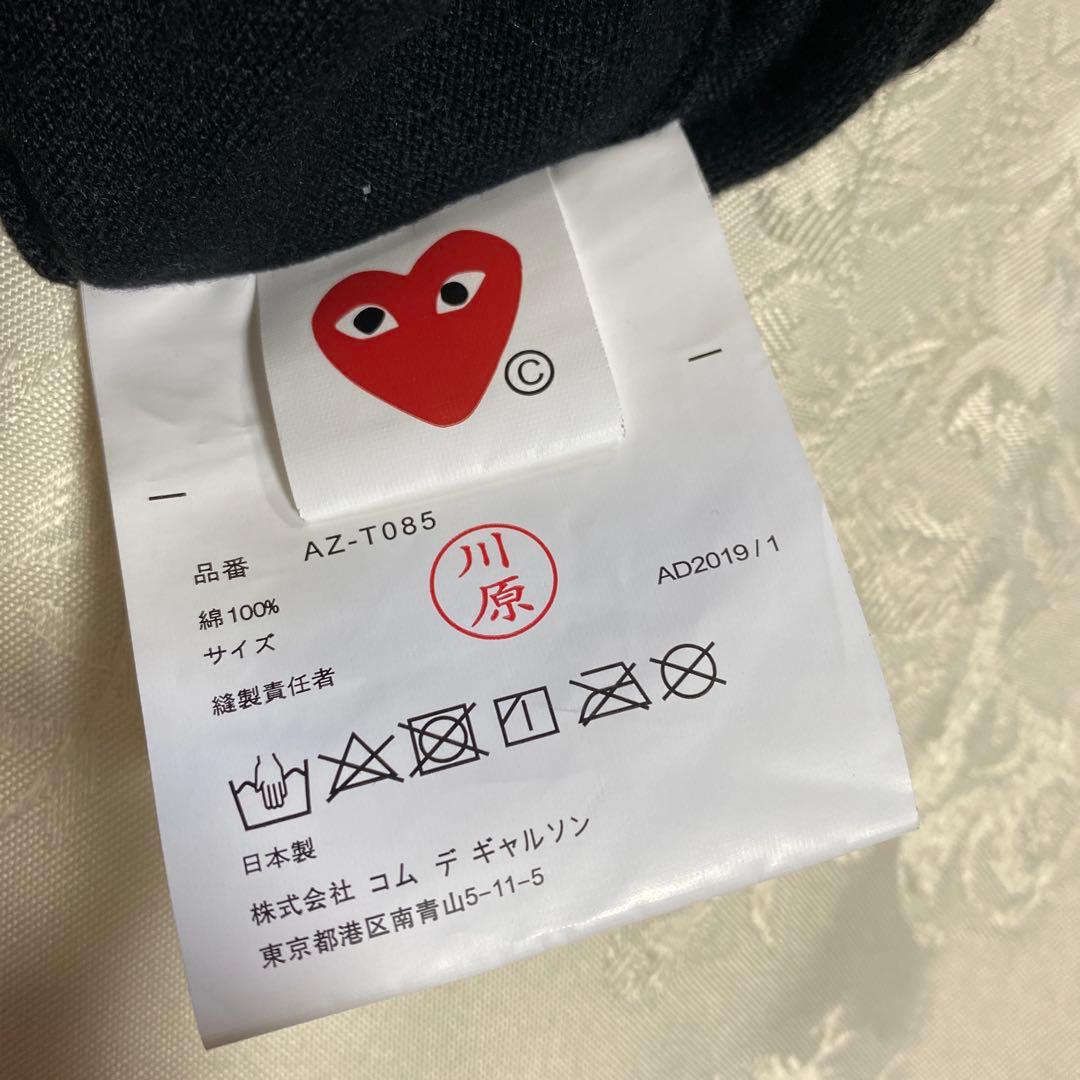 ©
品番 AZ-T085
綿100%
サイズ
縫製責任者
川原
AD2019/1
日本製
株式会社 コム デ ギャルソン
東京都港区南青山5-11-5